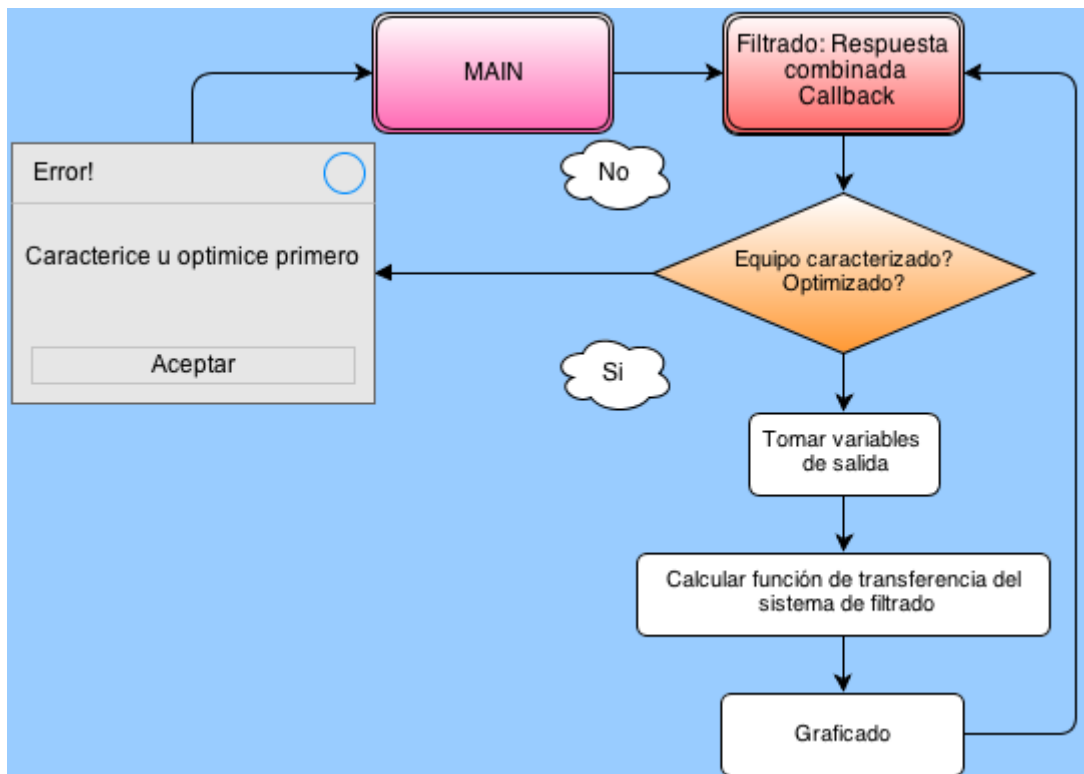 MAIN
Filtrado: Respuesta
combinada
Callback
Error!
No
Caracterice u optimice primero
Equipo caracterizado?
Optimizado?
Aceptar
Si
Tomar variables
de salida
Calcular función de transferencia del
sistema de filtrado
Graficado